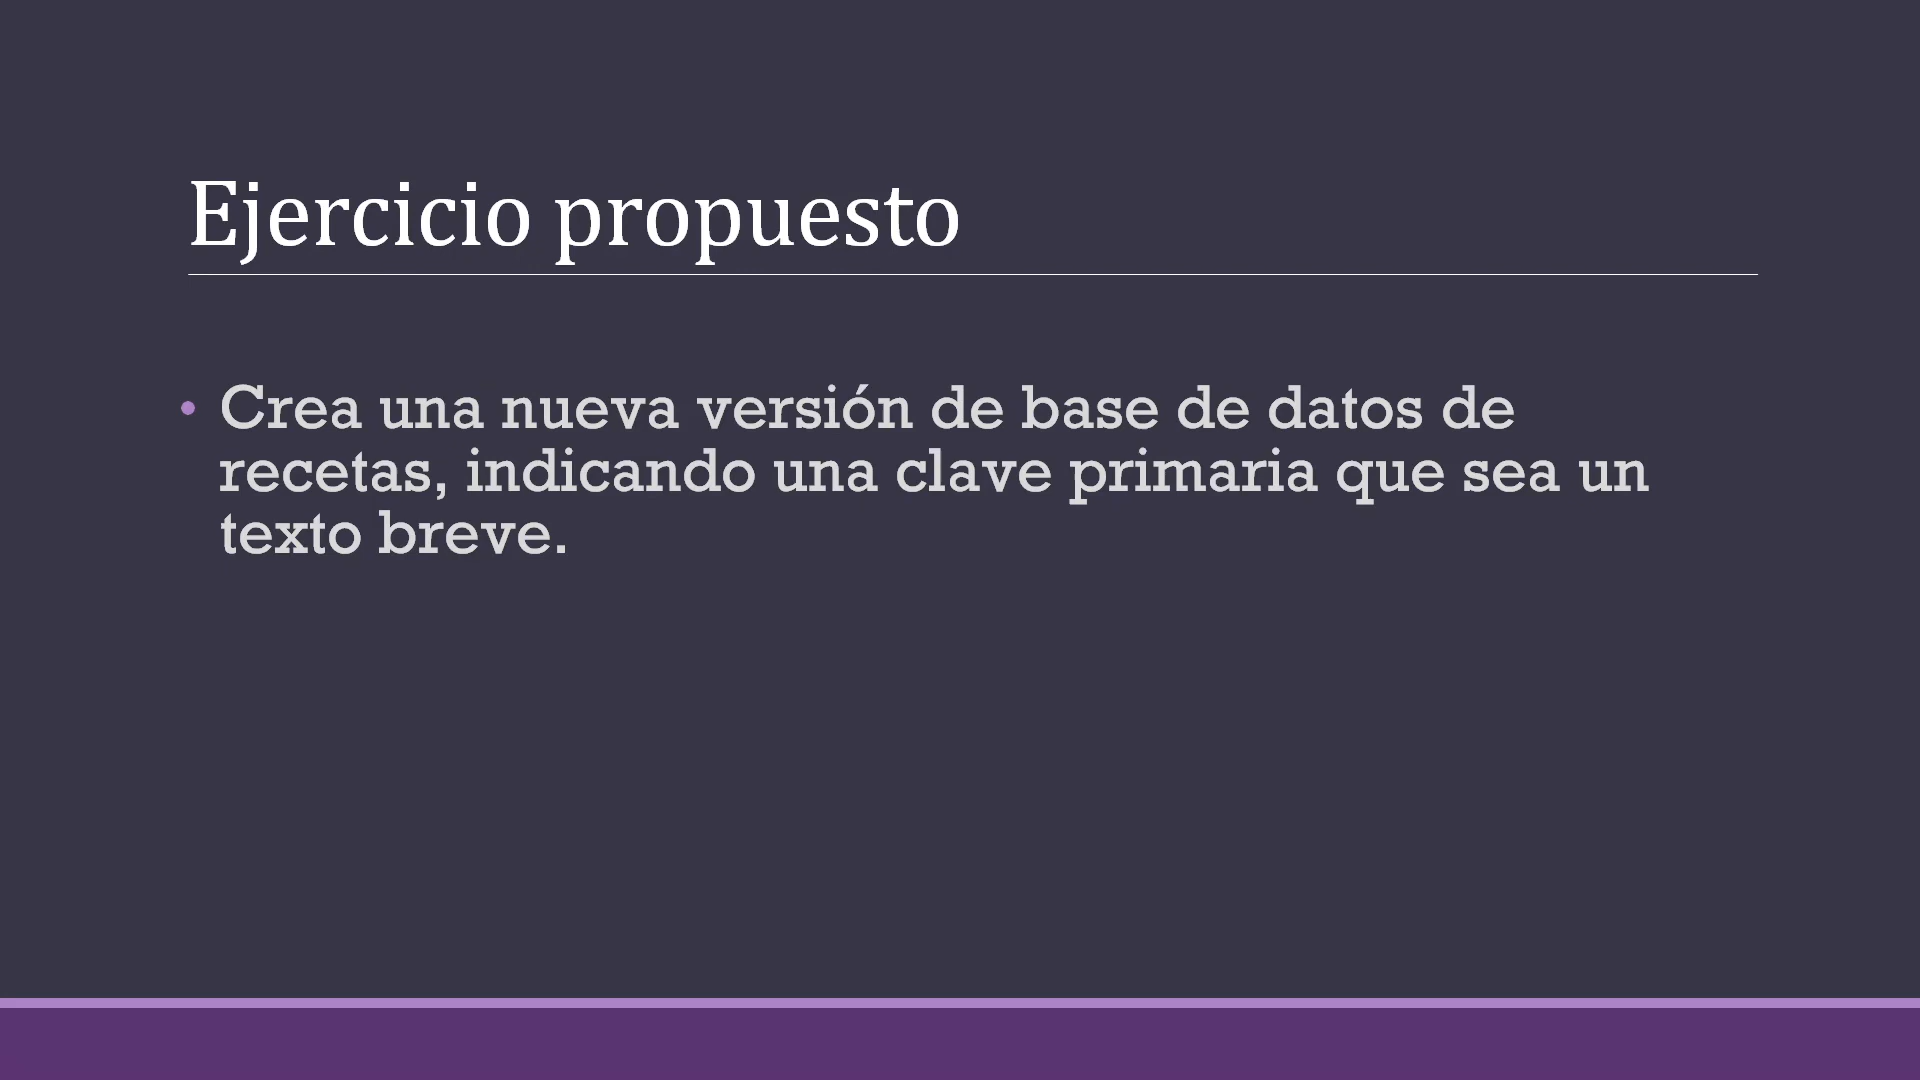 Ejercicio propuesto
• Crea una nueva versión de base de datos de
recetas, indicando una clave primaria que sea un
texto breve.